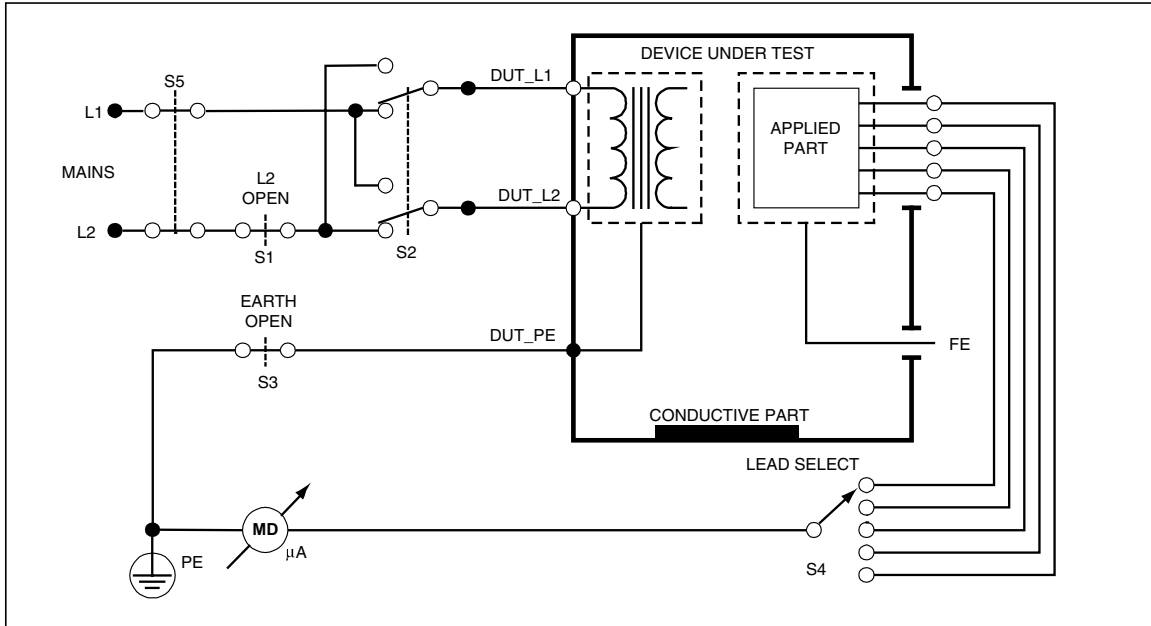 DEVICE UNDER TEST
S5
DUT_L1
L1
APPLIED
PART
MAINS
L2
OPEN
DUT_L2
L2
S1
S2
EARTH
OPEN
DUT_PE
FE
S3
CONDUCTIVE PART
LEAD SELECT
MD
µA
PE
S4